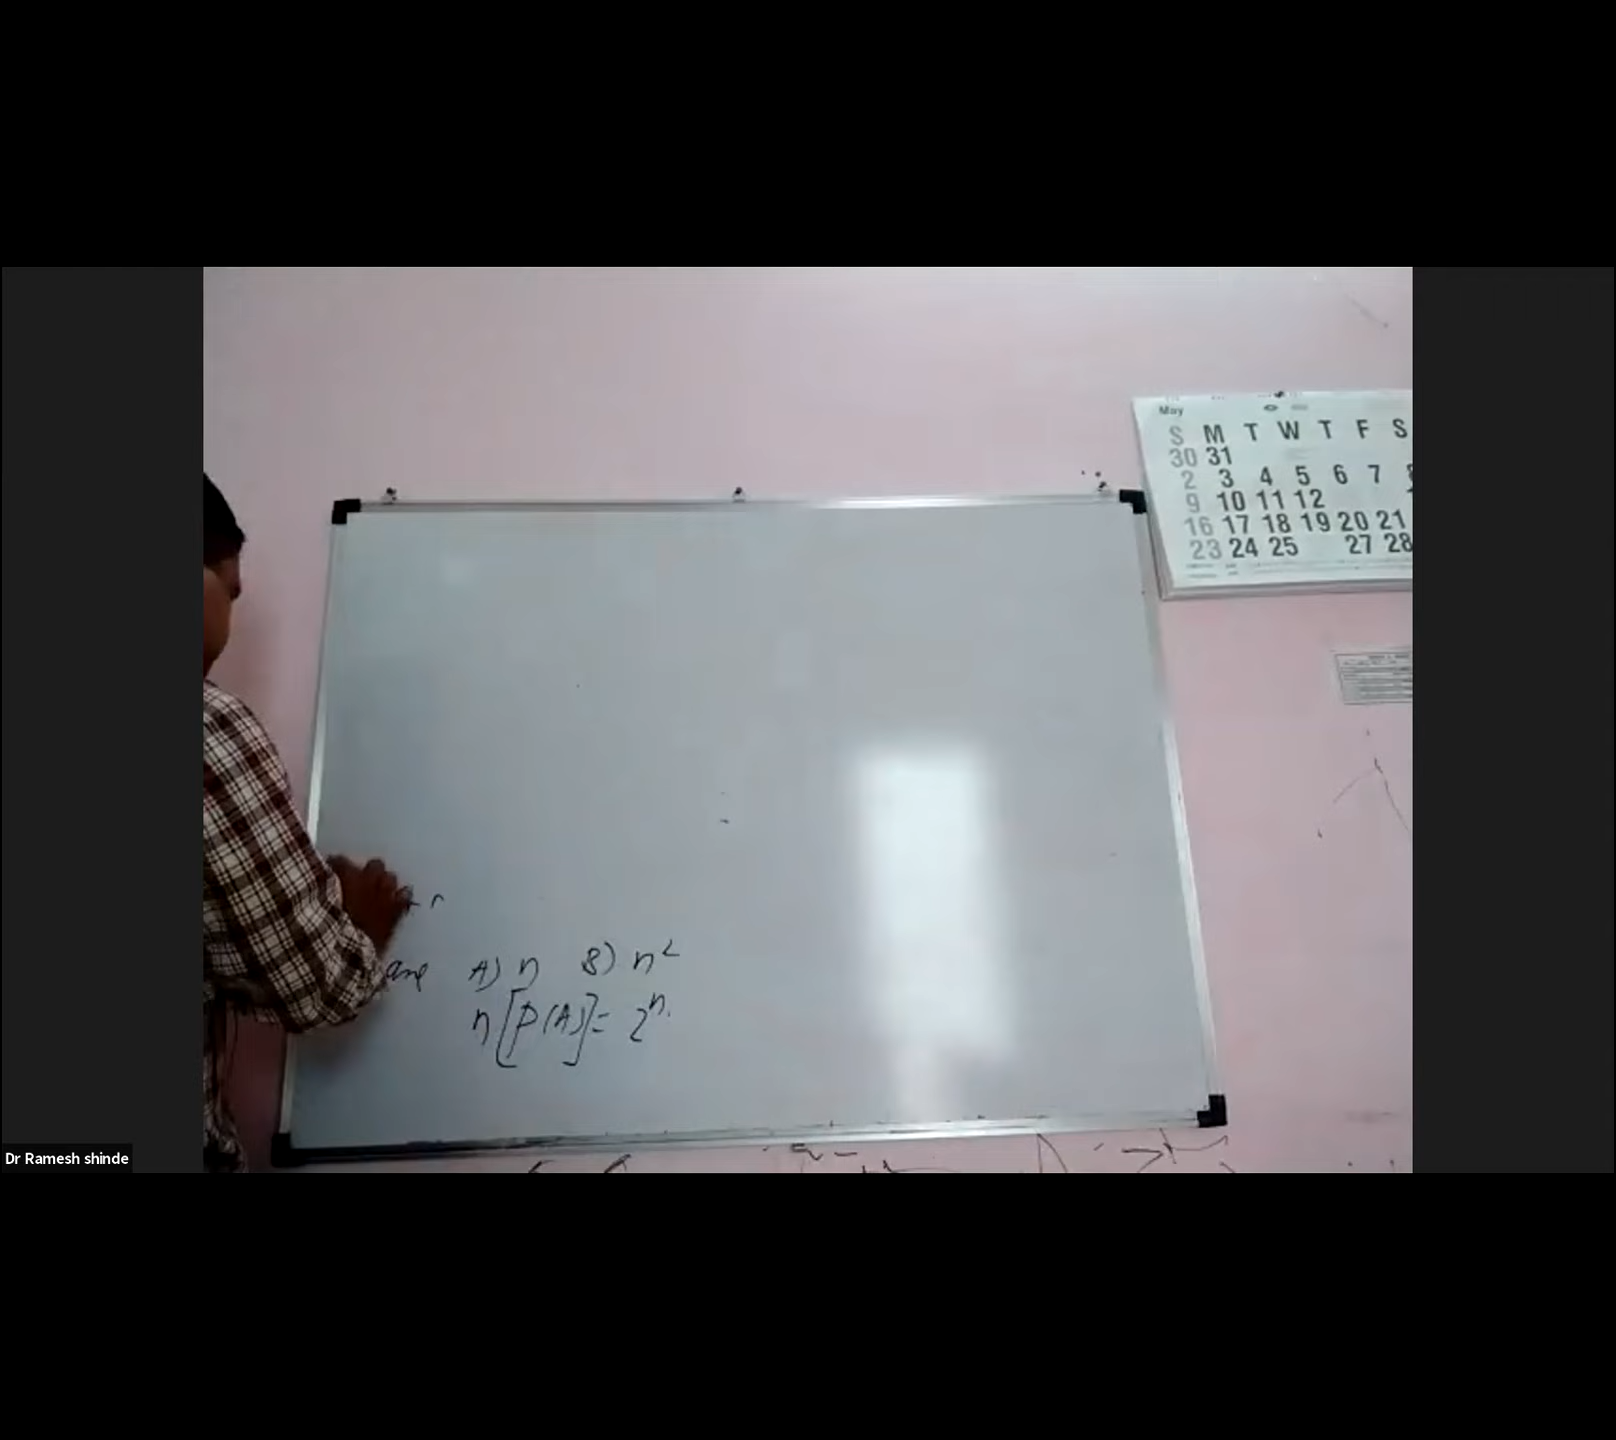 May
S M T W T F S
30 31
2 3 4 5 6 7 8
9 10 11 12
16 17 18 19 20 21
23 24 25 27 28
A) n B) n²
n[P(A)] = 2ⁿ.
Dr Ramesh shinde